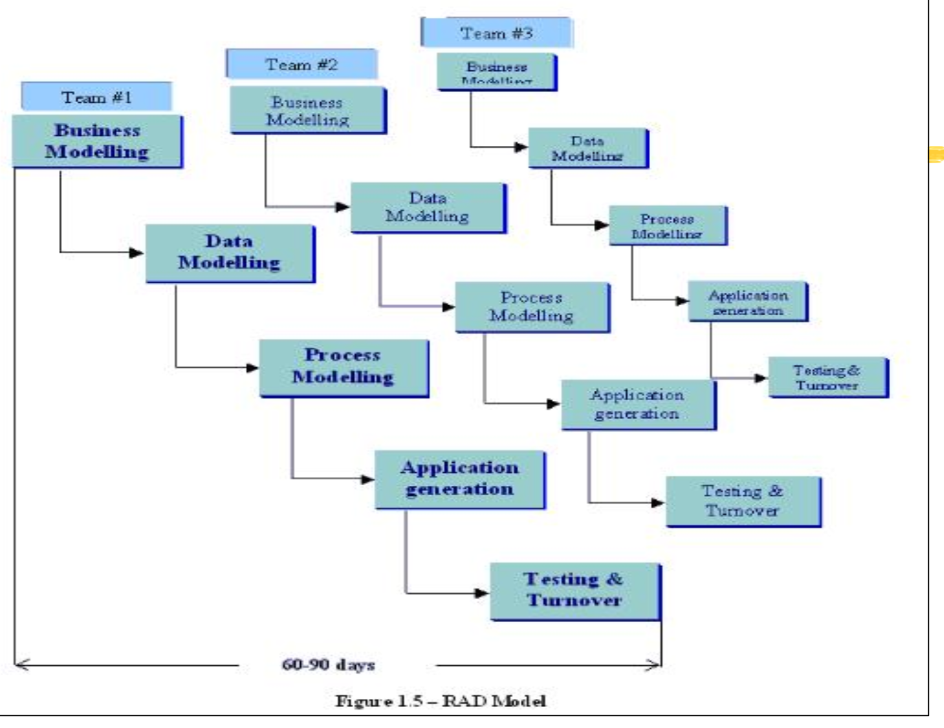 Team #1
Business
Modelling
Data
Modelling
Process
Modelling
Application
generation
Testing &
Turnover
Team #2
Business
Modelling
Data
Modelling
Process
Modelling
Application
generation
Testing &
Turnover
Team #3
Business
Modelling
Data
Modelling
Process
Modelling
Application
generation
Testing &
Turnover
60-90 days
Figure 1.5 – RAD Model